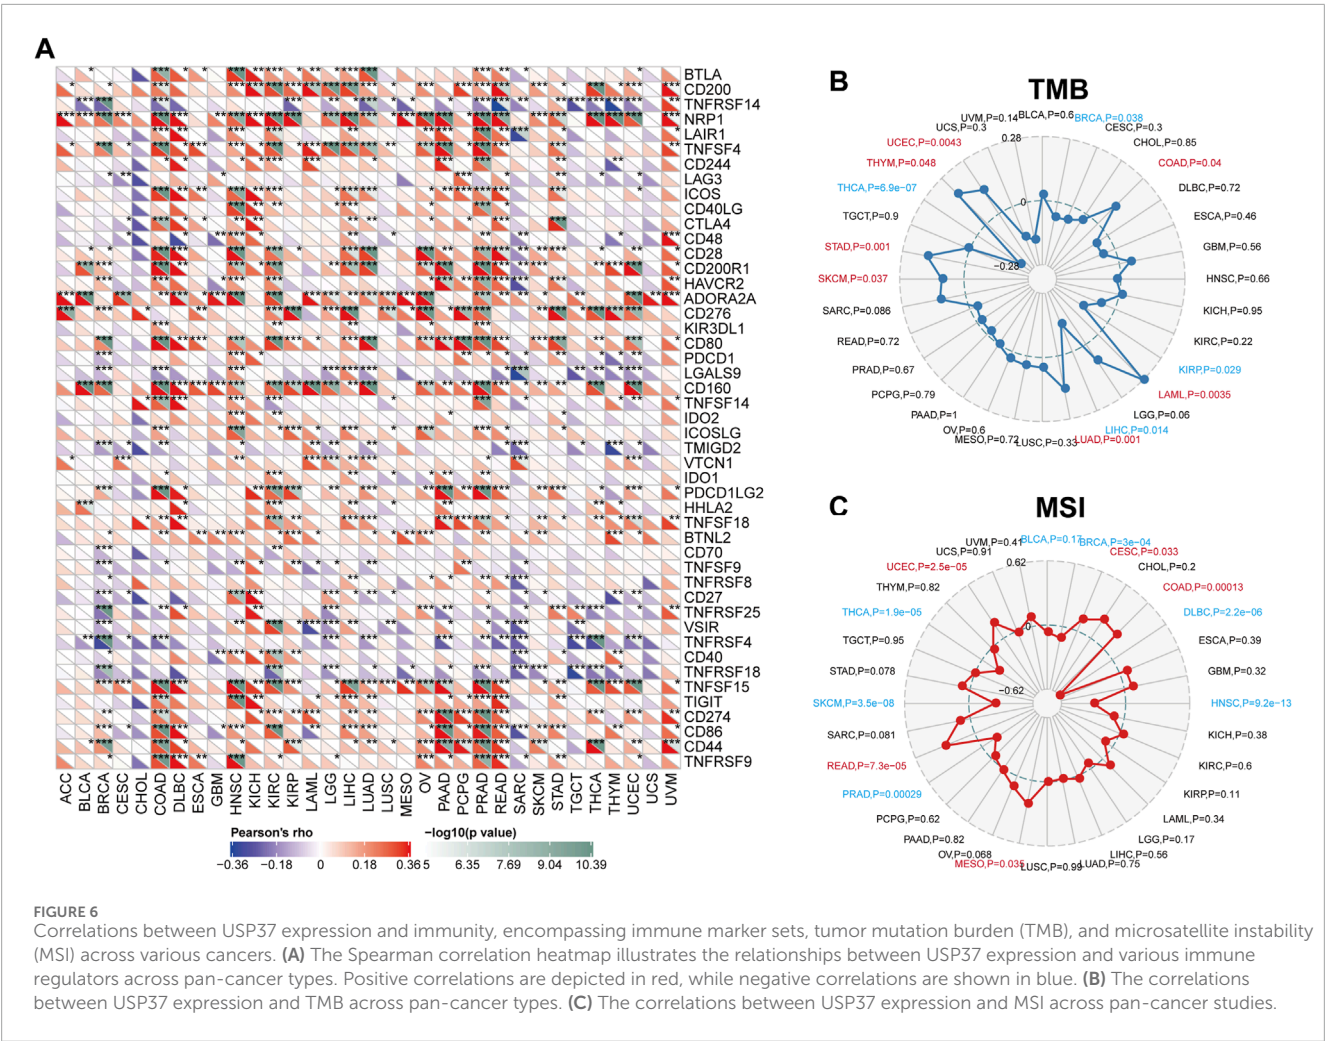 A
BTLA
CD200
TNFRSF14
NRP1
LAIR1
TNFSF4
CD244
LAG3
ICOS
CD40LG
CTLA4
CD48
CD28
CD200R1
HAVCR2
ADORA2A
CD276
KIR3DL1
CD80
PDCD1
LGALS9
CD160
TNFSF14
IDO2
ICOSLG
TMIGD2
VTCN1
IDO1
PDCD1LG2
HHLA2
TNFSF18
BTNL2
CD70
TNFSF9
TNFRSF8
CD27
TNFRSF25
VSIR
TNFRSF4
CD40
TNFRSF18
TNFSF15
TIGIT
CD274
CD86
CD44
TNFRSF9
ACC
BLCA
BRCA
CESC
CHOL
COAD
DLBC
ESCA
GBM
HNSC
KICH
KIRC
KIRP
LAML
LGG
LIHC
LUAD
LUSC
MESO
OV
PAAD
PCPG
PRAD
READ
SARC
SKCM
STAD
TGCT
THCA
THYM
UCEC
UCS
UVM
Pearson's rho
−0.36 −0.18 0 0.18 0.36
−log10(p value)
5 6.35 7.69 9.04 10.39
B
TMB
BLCA,P=0.6
BRCA,P=0.038
CESC,P=0.3
CHOL,P=0.85
COAD,P=0.04
DLBC,P=0.72
ESCA,P=0.46
GBM,P=0.56
HNSC,P=0.66
KICH,P=0.95
KIRC,P=0.22
KIRP,P=0.029
LAML,P=0.0035
LGG,P=0.06
LIHC,P=0.014
LUAD,P=0.001
LUSC,P=0.33
MESO,P=0.72
OV,P=0.6
PAAD,P=1
PCPG,P=0.79
PRAD,P=0.67
READ,P=0.72
SARC,P=0.086
SKCM,P=0.037
STAD,P=0.001
TGCT,P=0.9
THCA,P=6.9e−07
THYM,P=0.048
UCEC,P=0.0043
UCS,P=0.3
UVM,P=0.14
0.28
0
−0.28
C
MSI
BLCA,P=0.17
BRCA,P=3e−04
CESC,P=0.033
CHOL,P=0.2
COAD,P=0.00013
DLBC,P=2.2e−06
ESCA,P=0.39
GBM,P=0.32
HNSC,P=9.2e−13
KICH,P=0.38
KIRC,P=0.6
KIRP,P=0.11
LAML,P=0.34
LGG,P=0.17
LIHC,P=0.56
LUAD,P=0.75
LUSC,P=0.99
MESO,P=0.035
OV,P=0.068
PAAD,P=0.82
PCPG,P=0.62
PRAD,P=0.00029
READ,P=7.3e−05
SARC,P=0.081
SKCM,P=3.5e−08
STAD,P=0.078
TGCT,P=0.95
THCA,P=1.9e−05
THYM,P=0.82
UCEC,P=2.5e−05
UCS,P=0.91
UVM,P=0.41
0.62
0
−0.62
FIGURE 6
Correlations between USP37 expression and immunity, encompassing immune marker sets, tumor mutation burden (TMB), and microsatellite instability
(MSI) across various cancers. (A) The Spearman correlation heatmap illustrates the relationships between USP37 expression and various immune
regulators across pan-cancer types. Positive correlations are depicted in red, while negative correlations are shown in blue. (B) The correlations
between USP37 expression and TMB across pan-cancer types. (C) The correlations between USP37 expression and MSI across pan-cancer studies.